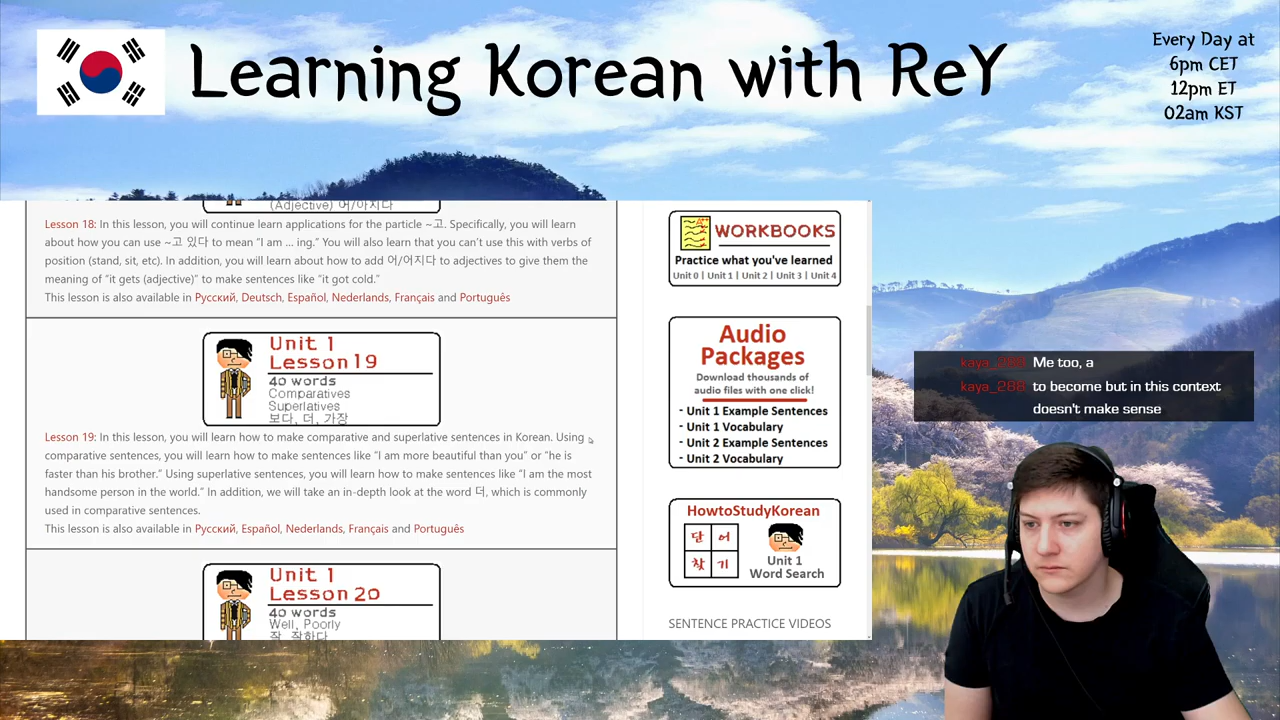 Learning Korean with ReY
Every Day at
6pm CET
12pm ET
02am KST
(Adjective) 어/아지다
Lesson 18: In this lesson, you will continue learn applications for the particle ~고. Specifically, you will learn
about how you can use ~고 있다 to mean “I am … ing.” You will also learn that you can’t use this with verbs of
position (stand, sit, etc). In addition, you will learn about how to add 어/어지다 to adjectives to give them the
meaning of “it gets (adjective)” to make sentences like “it got cold.”
This lesson is also available in Русский, Deutsch, Español, Nederlands, Français and Português
Unit 1
Lesson 19
40 words
Comparatives
Superlatives
보다, 더, 가장
Lesson 19: In this lesson, you will learn how to make comparative and superlative sentences in Korean. Using
comparative sentences, you will learn how to make sentences like “I am more beautiful than you” or “he is
faster than his brother.” Using superlative sentences, you will learn how to make sentences like “I am the most
handsome person in the world.” In addition, we will take an in-depth look at the word 더, which is commonly
used in comparative sentences.
This lesson is also available in Русский, Español, Nederlands, Français and Português
Unit 1
Lesson 20
40 words
Well, Poorly
잘, 잘하다
WORKBOOKS
Practice what you've learned
Unit 0 | Unit 1 | Unit 2 | Unit 3 | Unit 4
Audio
Packages
Download thousands of
audio files with one click!
- Unit 1 Example Sentences
- Unit 1 Vocabulary
- Unit 2 Example Sentences
- Unit 2 Vocabulary
HowtoStudyKorean
단 어
찾 기
Unit 1
Word Search
SENTENCE PRACTICE VIDEOS
kaya_288 Me too, a
kaya_288 to become but in this context
doesn't make sense